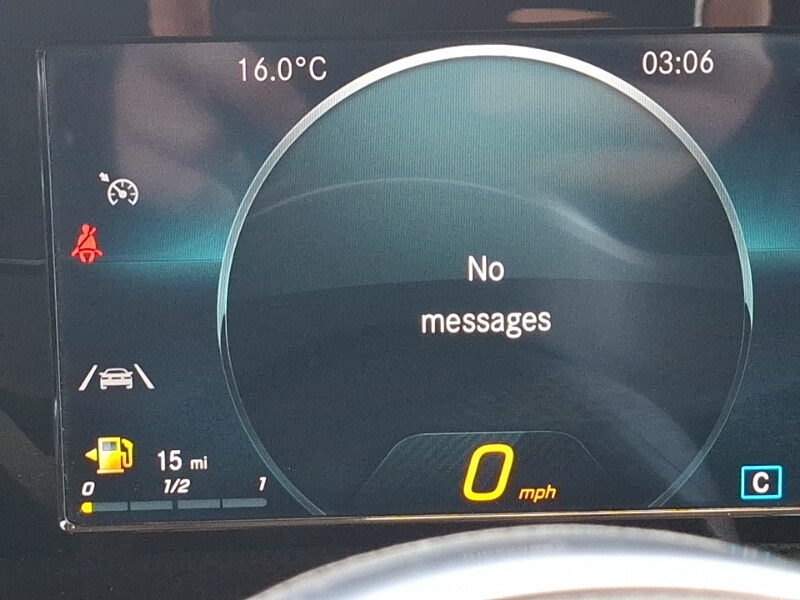 16.0°C
03:06
No
messages
15 mi
0 1/2 1
0 mph
C